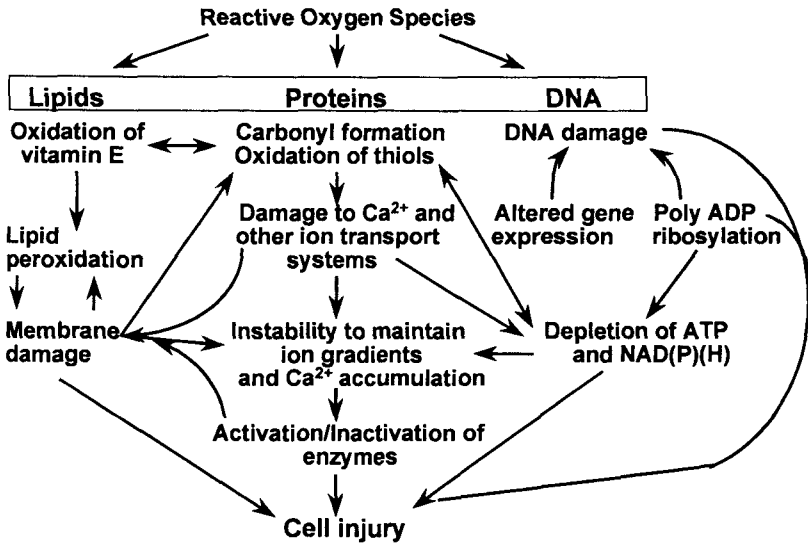 Reactive Oxygen Species
Lipids Proteins DNA
Oxidation of
vitamin E
Carbonyl formation
Oxidation of thiols
DNA damage
Damage to Ca²⁺ and
other ion transport
systems
Altered gene
expression
Poly ADP
ribosylation
Lipid
peroxidation
Membrane
damage
Instability to maintain
ion gradients
and Ca²⁺ accumulation
Depletion of ATP
and NAD(P)(H)
Activation/Inactivation of
enzymes
Cell injury